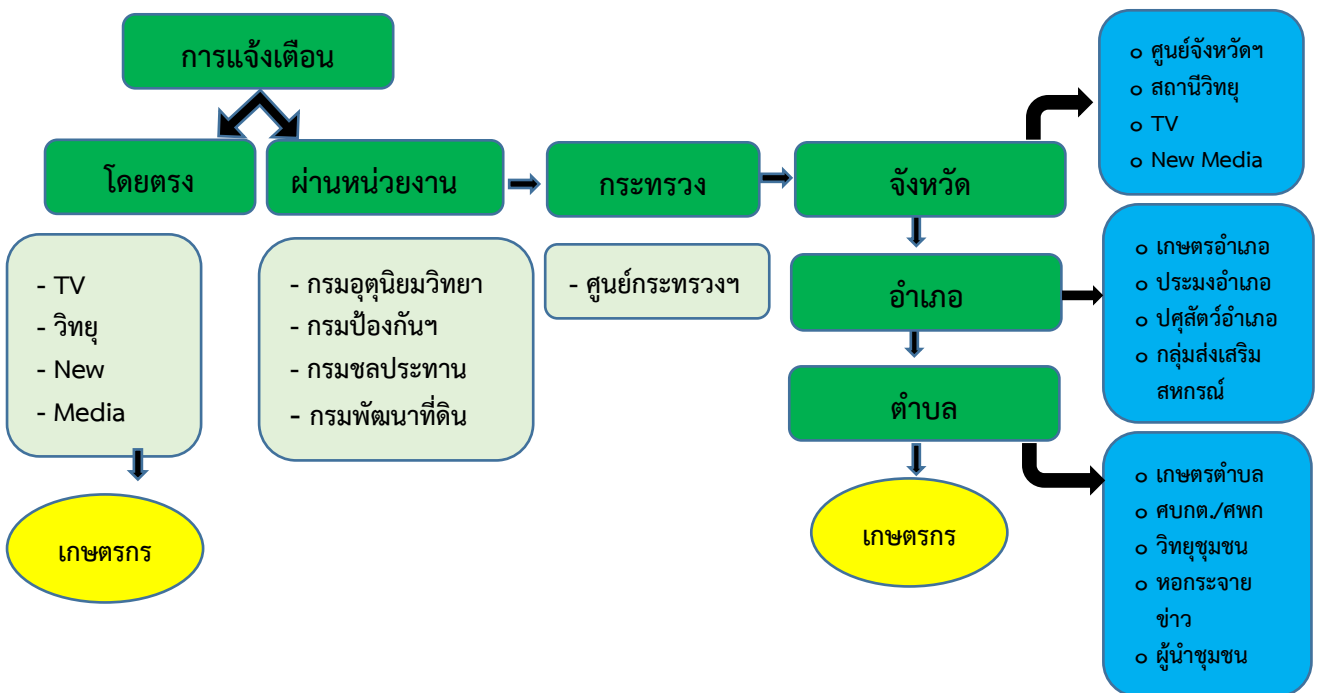 การแจ้งเตือน
โดยตรง
ผ่านหน่วยงาน
กระทรวง
จังหวัด
o ศูนย์จังหวัดฯ
o สถานีวิทยุ
o TV
o New Media
- TV
- วิทยุ
- New
- Media
- กรมอุตุนิยมวิทยา
- กรมป้องกันฯ
- กรมชลประทาน
- กรมพัฒนาที่ดิน
- ศูนย์กระทรวงฯ
อำเภอ
o เกษตรอำเภอ
o ประมงอำเภอ
o ปศุสัตว์อำเภอ
o กลุ่มส่งเสริม
สหกรณ์
ตำบล
o เกษตรตำบล
o ศบกต./ศพก
o วิทยุชุมชน
o หอกระจาย
ข่าว
o ผู้นำชุมชน
เกษตรกร
เกษตรกร